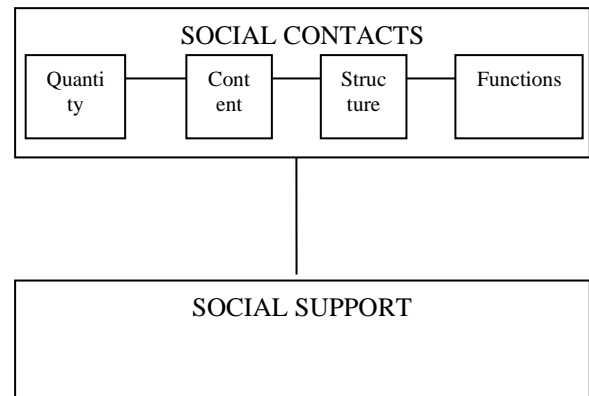 SOCIAL CONTACTS
Quanti
ty
Cont
ent
Struc
ture
Functions
SOCIAL SUPPORT